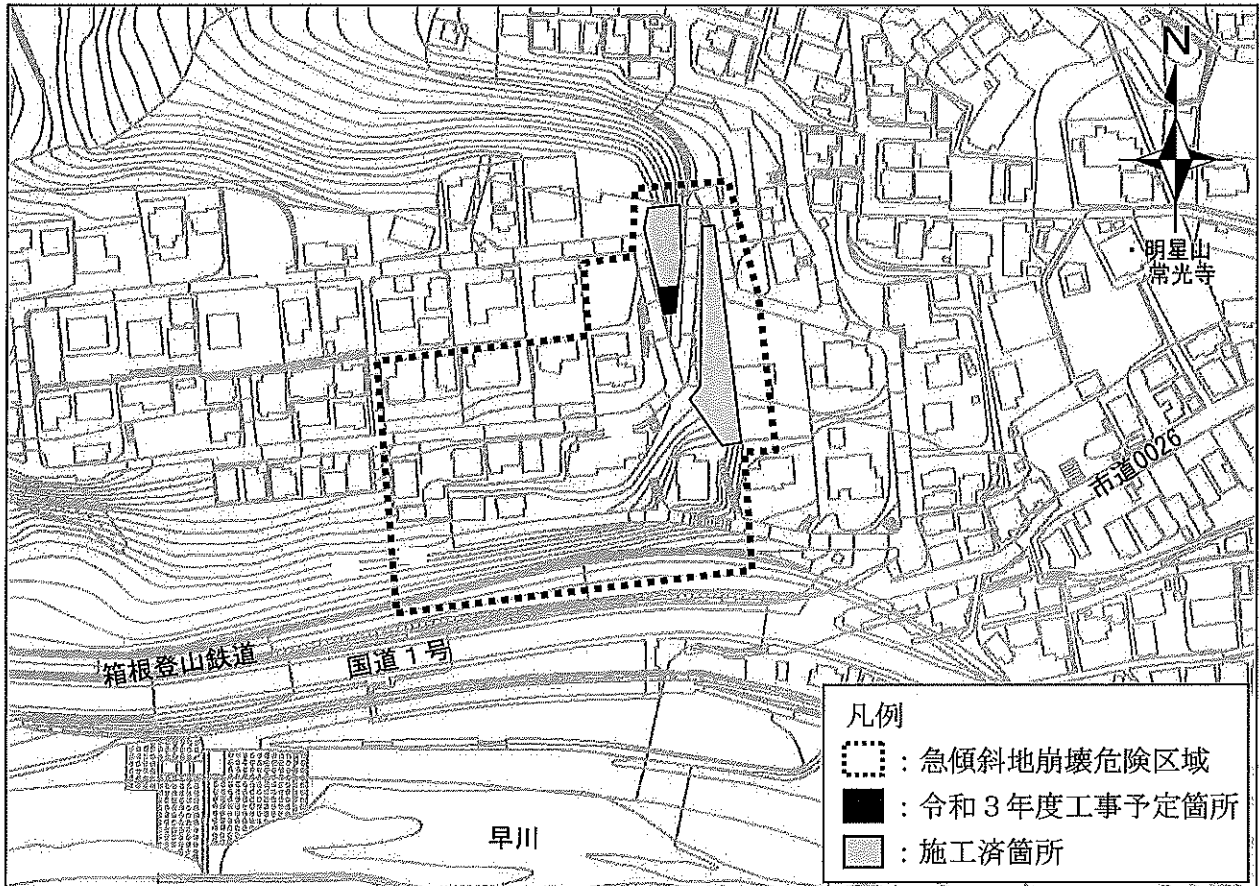 N
明星山
常光寺
市道0026
箱根登山鉄道
国道1号
早川
凡例
：急傾斜地崩壊危険区域
：令和3年度工事予定箇所
：施工済箇所